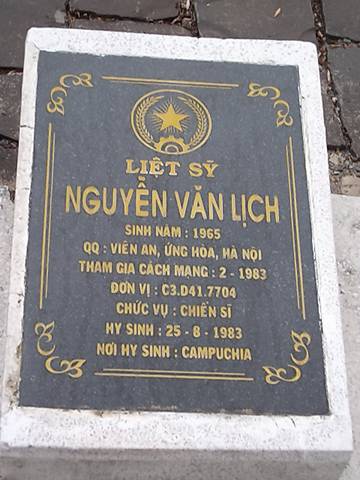 LIỆT SỸ
NGUYỄN VĂN LỊCH
SINH NĂM : 1965
QQ : VIÊN AN, ỨNG HÒA, HÀ NỘI
THAM GIA CÁCH MẠNG : 2 - 1983
ĐƠN VỊ : C3.D41.7704
CHỨC VỤ : CHIẾN SĨ
HY SINH : 25 - 8 - 1983
NƠI HY SINH : CAMPUCHIA